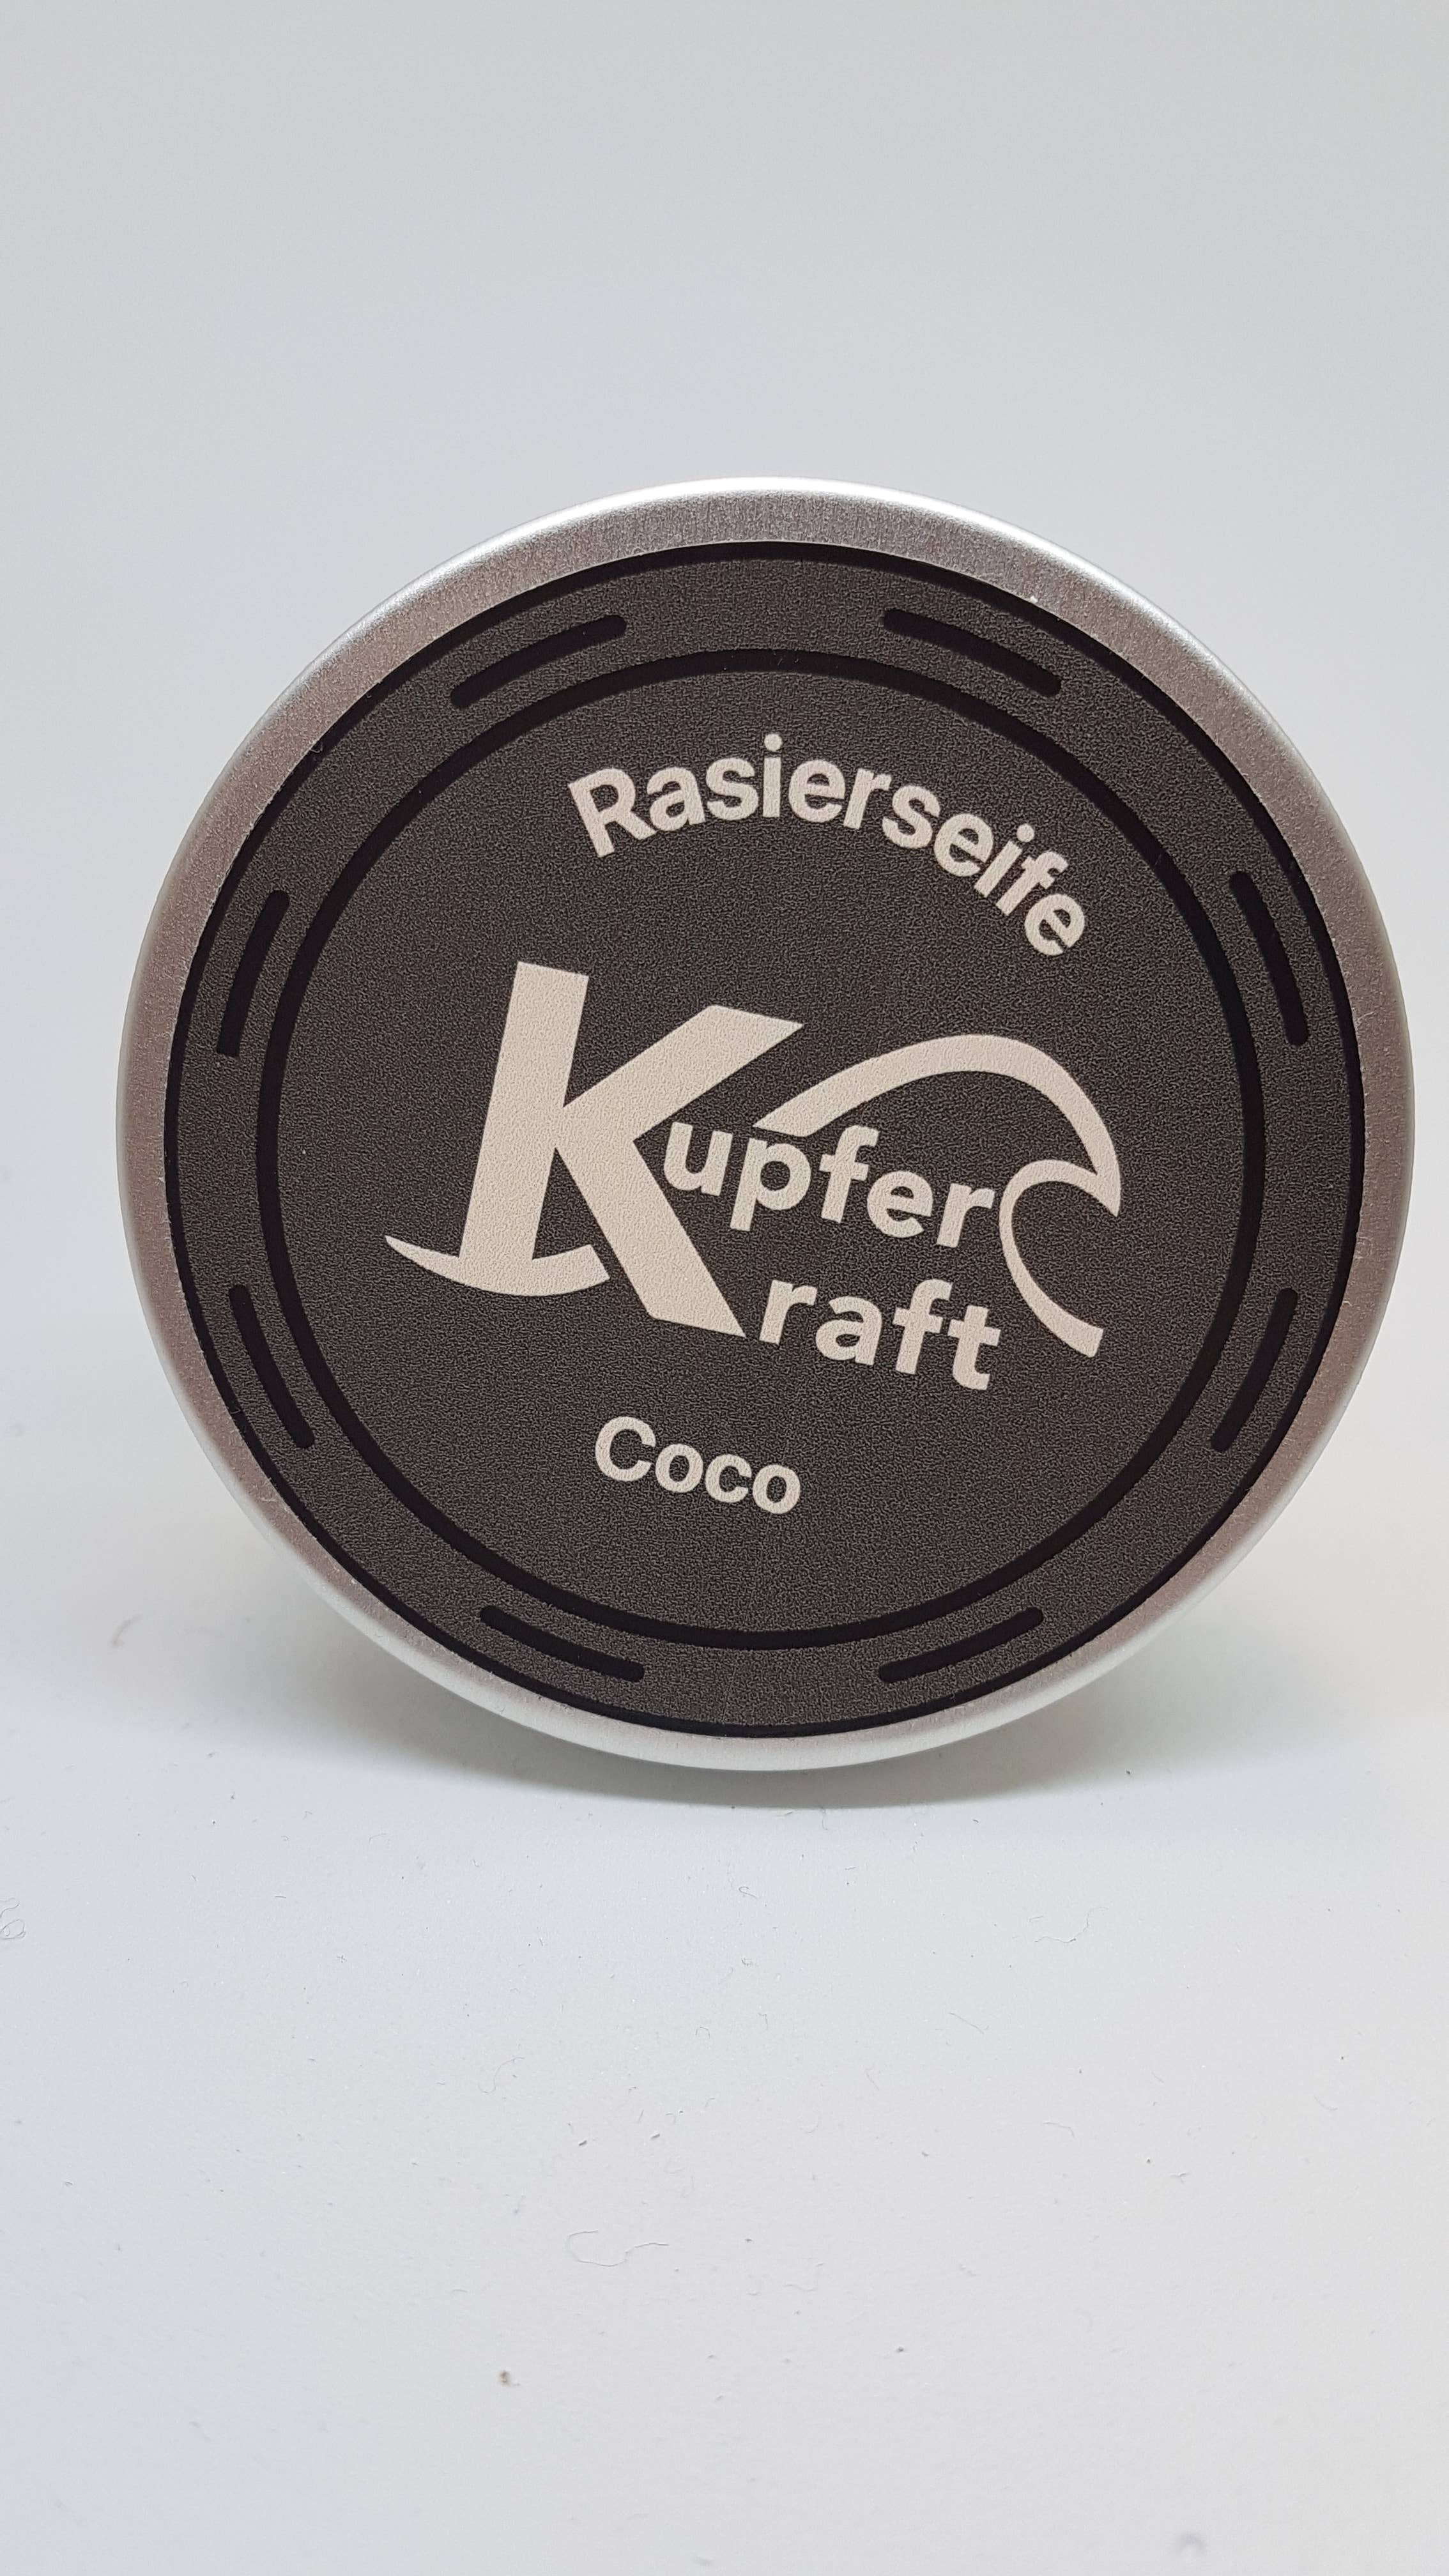 Rasierseife
Kupfer
Kraft
Coco